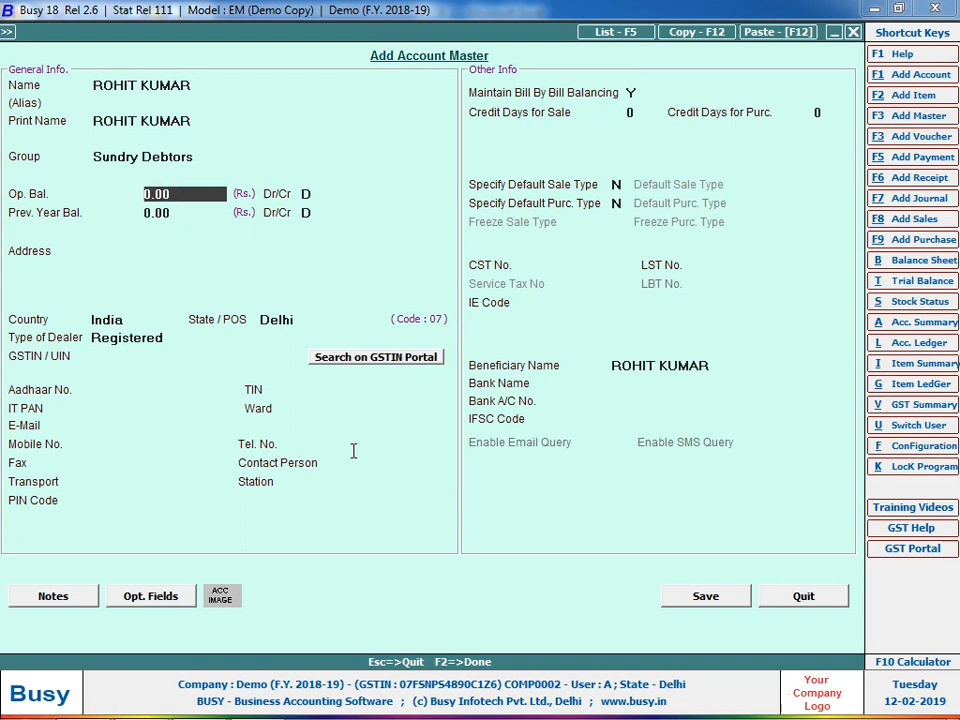 Busy 18 Rel 2.6 | Stat Rel 111 | Model : EM (Demo Copy) | Demo (F.Y. 2018-19)
>> List - F5 Copy - F12 Paste - [F12]
Add Account Master
General Info.
Name ROHIT KUMAR
(Alias)
Print Name ROHIT KUMAR
Group Sundry Debtors
Op. Bal. 0.00 (Rs.) Dr/Cr D
Prev. Year Bal. 0.00 (Rs.) Dr/Cr D
Address
Country India State / POS Delhi ( Code : 07 )
Type of Dealer Registered
GSTIN / UIN Search on GSTIN Portal
Aadhaar No. TIN
IT PAN Ward
E-Mail
Mobile No. Tel. No.
Fax Contact Person
Transport Station
PIN Code
Other Info
Maintain Bill By Bill Balancing Y
Credit Days for Sale 0 Credit Days for Purc. 0
Specify Default Sale Type N Default Sale Type
Specify Default Purc. Type N Default Purc. Type
Freeze Sale Type Freeze Purc. Type
CST No. LST No.
Service Tax No LBT No.
IE Code
Beneficiary Name ROHIT KUMAR
Bank Name
Bank A/C No.
IFSC Code
Enable Email Query Enable SMS Query
Notes Opt. Fields ACC IMAGE Save Quit
Esc=>Quit F2=>Done
Busy
Company : Demo (F.Y. 2018-19) - (GSTIN : 07FSNPS4890C1Z6) COMP0002 - User : A ; State - Delhi
BUSY - Business Accounting Software ; (c) Busy Infotech Pvt. Ltd., Delhi ; www.busy.in
Your
Company
Logo
Shortcut Keys
F1 Help
F1 Add Account
F2 Add Item
F3 Add Master
F3 Add Voucher
F5 Add Payment
F6 Add Receipt
F7 Add Journal
F8 Add Sales
F9 Add Purchase
B Balance Sheet
T Trial Balance
S Stock Status
A Acc. Summary
L Acc. Ledger
I Item Summary
G Item LedGer
V GST Summary
U Switch User
F ConFiguration
K LocK Program
Training Videos
GST Help
GST Portal
F10 Calculator
Tuesday
12-02-2019